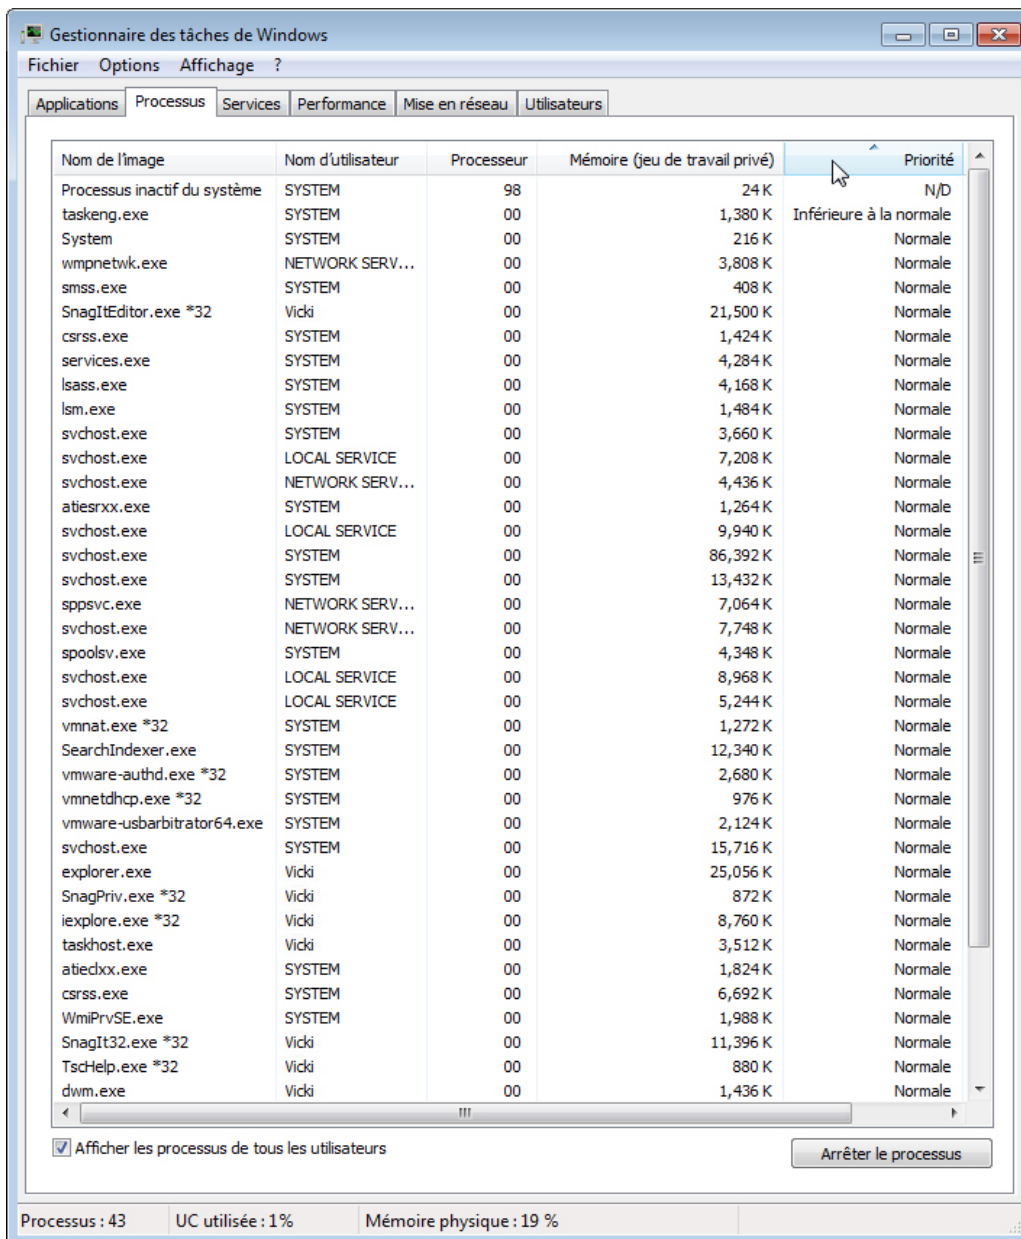 Gestionnaire des tâches de Windows
Fichier Options Affichage ?
Applications Processus Services Performance Mise en réseau Utilisateurs
Nom de l'image Nom d'utilisateur Processeur Mémoire (jeu de travail privé) Priorité
Processus inactif du système SYSTEM 98 24 K N/D
taskeng.exe SYSTEM 00 1,380 K Inférieure à la normale
System SYSTEM 00 216 K Normale
wmpnetwk.exe NETWORK SERV... 00 3,808 K Normale
smss.exe SYSTEM 00 408 K Normale
SnagItEditor.exe *32 Vicki 00 21,500 K Normale
csrss.exe SYSTEM 00 1,424 K Normale
services.exe SYSTEM 00 4,284 K Normale
lsass.exe SYSTEM 00 4,168 K Normale
lsm.exe SYSTEM 00 1,484 K Normale
svchost.exe SYSTEM 00 3,660 K Normale
svchost.exe LOCAL SERVICE 00 7,208 K Normale
svchost.exe NETWORK SERV... 00 4,436 K Normale
atiesrxx.exe SYSTEM 00 1,264 K Normale
svchost.exe LOCAL SERVICE 00 9,940 K Normale
svchost.exe SYSTEM 00 86,392 K Normale
svchost.exe SYSTEM 00 13,432 K Normale
sppsvc.exe NETWORK SERV... 00 7,064 K Normale
svchost.exe NETWORK SERV... 00 7,748 K Normale
spoolsv.exe SYSTEM 00 4,348 K Normale
svchost.exe LOCAL SERVICE 00 8,968 K Normale
svchost.exe LOCAL SERVICE 00 5,244 K Normale
vmnat.exe *32 SYSTEM 00 1,272 K Normale
SearchIndexer.exe SYSTEM 00 12,340 K Normale
vmware-authd.exe *32 SYSTEM 00 2,680 K Normale
vmnetdhcp.exe *32 SYSTEM 00 976 K Normale
vmware-usbarbitrator64.exe SYSTEM 00 2,124 K Normale
svchost.exe SYSTEM 00 15,716 K Normale
explorer.exe Vicki 00 25,056 K Normale
SnagPriv.exe *32 Vicki 00 872 K Normale
iexplore.exe *32 Vicki 00 8,760 K Normale
taskhost.exe Vicki 00 3,512 K Normale
atieclxx.exe SYSTEM 00 1,824 K Normale
csrss.exe SYSTEM 00 6,692 K Normale
WmiPrvSE.exe SYSTEM 00 1,988 K Normale
SnagIt32.exe *32 Vicki 00 11,396 K Normale
TscHelp.exe *32 Vicki 00 880 K Normale
dwm.exe Vicki 00 1,436 K Normale
Afficher les processus de tous les utilisateurs
Arrêter le processus
Processus : 43 UC utilisée : 1% Mémoire physique : 19 %